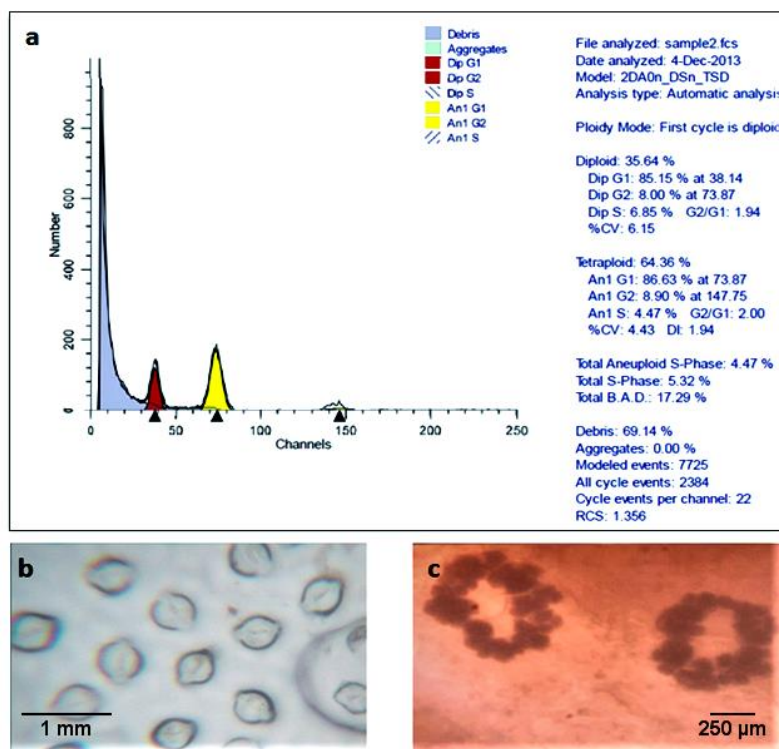 a
Debris
Aggregates
Dip G1
Dip G2
Dip S
An1 G1
An1 G2
An1 S
File analyzed: sample2.fcs
Date analyzed: 4-Dec-2013
Model: 2DA0n_DSn_TSD
Analysis type: Automatic analysis
Ploidy Mode: First cycle is diploid
Diploid: 35.64 %
Dip G1: 85.15 % at 38.14
Dip G2: 8.00 % at 73.87
Dip S: 6.85 % G2/G1: 1.94
%CV: 6.15
Tetraploid: 64.36 %
An1 G1: 86.63 % at 73.87
An1 G2: 8.90 % at 147.75
An1 S: 4.47 % G2/G1: 2.00
%CV: 4.43 DI: 1.94
Total Aneuploid S-Phase: 4.47 %
Total S-Phase: 5.32 %
Total B.A.D.: 17.29 %
Debris: 69.14 %
Aggregates: 0.00 %
Modeled events: 7725
All cycle events: 2384
Cycle events per channel: 22
RCS: 1.356
Number
800
600
400
200
0
0 50 100 150 200 250
Channels
b
1 mm
c
250 µm